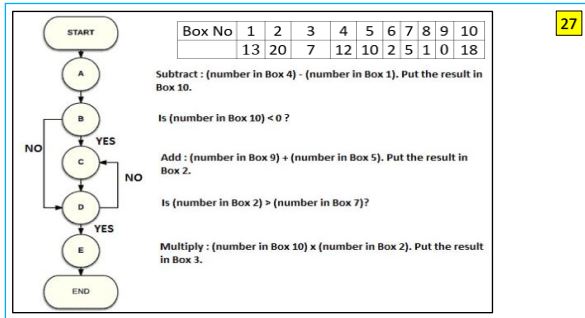 27
START
Box No 1 2 3 4 5 6 7 8 9 10
13 20 7 12 10 2 5 1 0 18
A
Subtract : (number in Box 4) - (number in Box 1). Put the result in
Box 10.
B
Is (number in Box 10) < 0 ?
NO
YES
C
Add : (number in Box 9) + (number in Box 5). Put the result in
Box 2.
NO
D
Is (number in Box 2) > (number in Box 7)?
YES
E
Multiply : (number in Box 10) x (number in Box 2). Put the result
in Box 3.
END